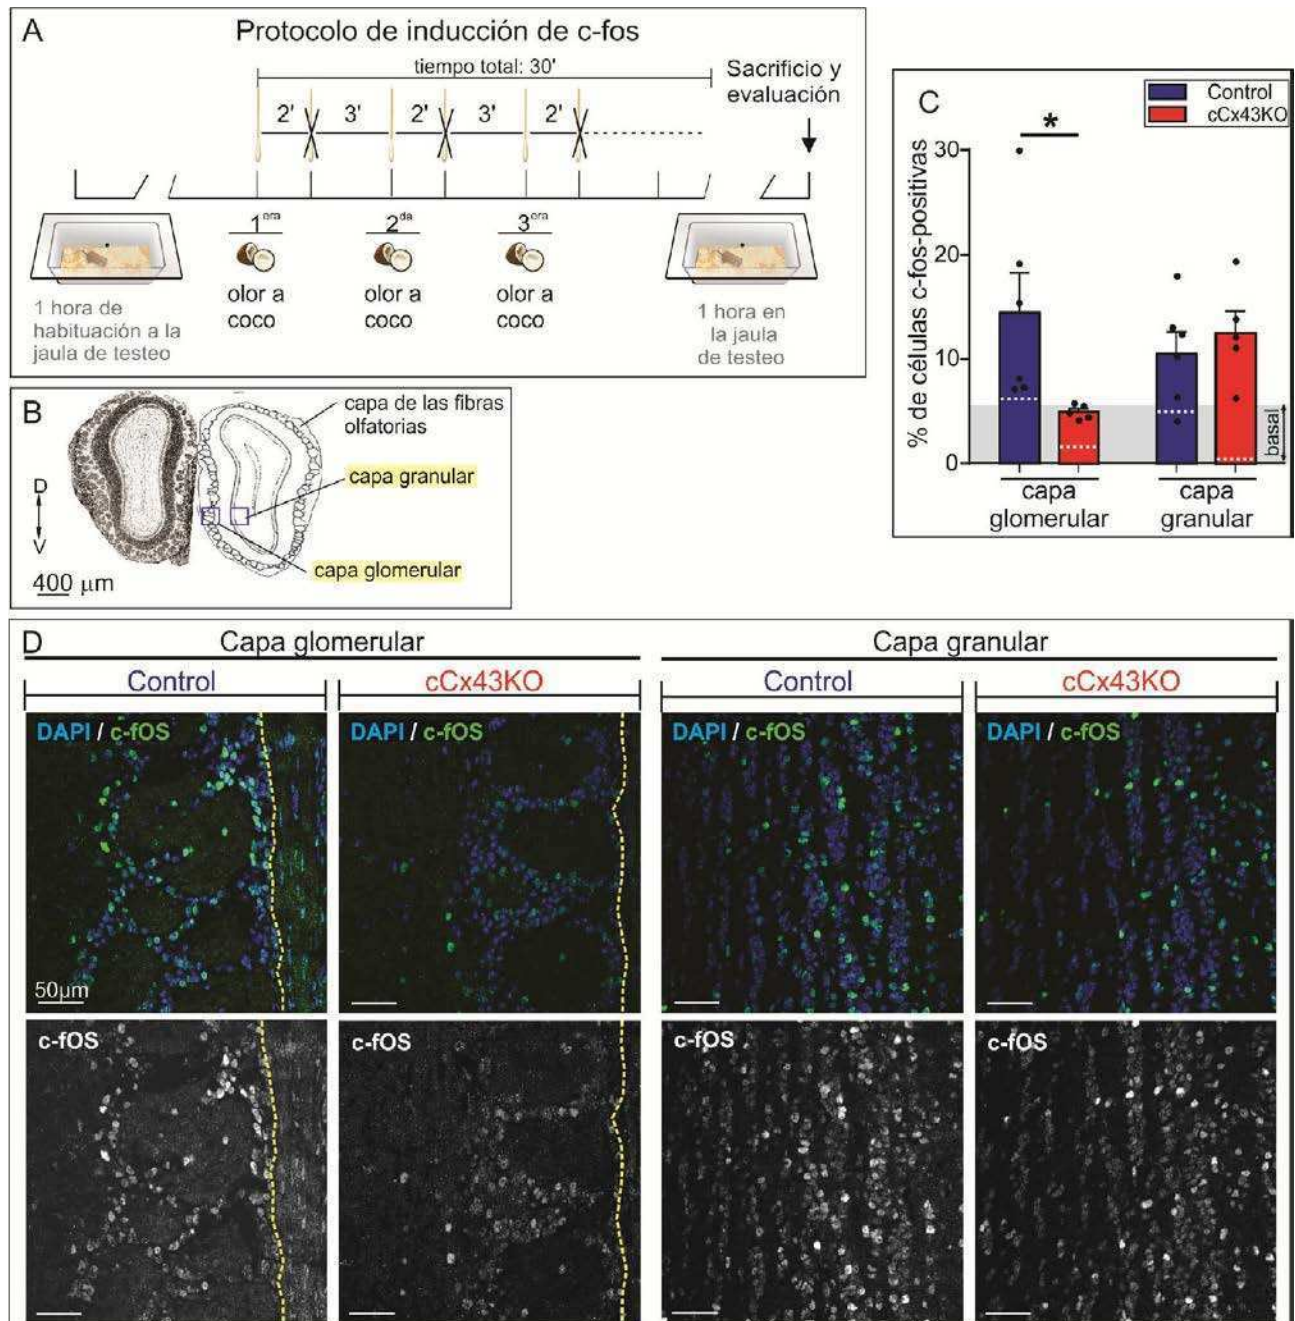 A
Protocolo de inducción de c-fos
tiempo total: 30'
Sacrificio y
evaluación
2' 3' 2' 3' 2'
1era 2da 3era
olor a
coco
olor a
coco
olor a
coco
1 hora de
habituación a la
jaula de testeo
1 hora en
la jaula
de testeo
B
capa de las fibras
olfatorias
capa granular
capa glomerular
D
V
400 µm
C
Control
cCx43KO
*
% de células c-fos-positivas
30
20
10
0
basal
capa
glomerular
capa
granular
D
Capa glomerular
Capa granular
Control
cCx43KO
Control
cCx43KO
DAPI / c-fOS
DAPI / c-fOS
DAPI / c-fOS
DAPI / c-fOS
50µm
c-fOS
c-fOS
c-fOS
c-fOS